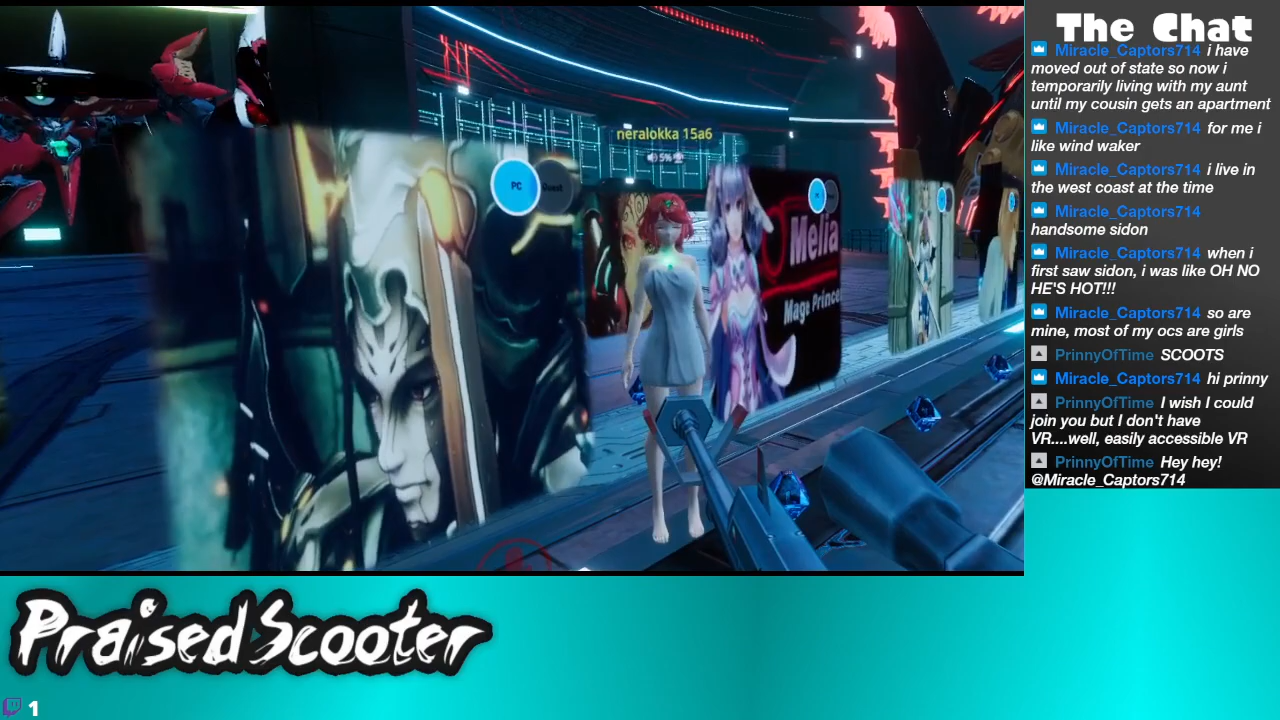 neralokka 15a6
5%
PC
Quest
Melia
Mage Prince
The Chat
Miracle_Captors714 i have
moved out of state so now i
temporarily living with my aunt
until my cousin gets an apartment
Miracle_Captors714 for me i
like wind waker
Miracle_Captors714 i live in
the west coast at the time
Miracle_Captors714
handsome sidon
Miracle_Captors714 when i
first saw sidon, i was like OH NO
HE'S HOT!!!
Miracle_Captors714 so are
mine, most of my ocs are girls
PrinnyOfTime SCOOTS
Miracle_Captors714 hi prinny
PrinnyOfTime I wish I could
join you but I don't have
VR....well, easily accessible VR
PrinnyOfTime Hey hey!
@Miracle_Captors714
PraisedScooter
1